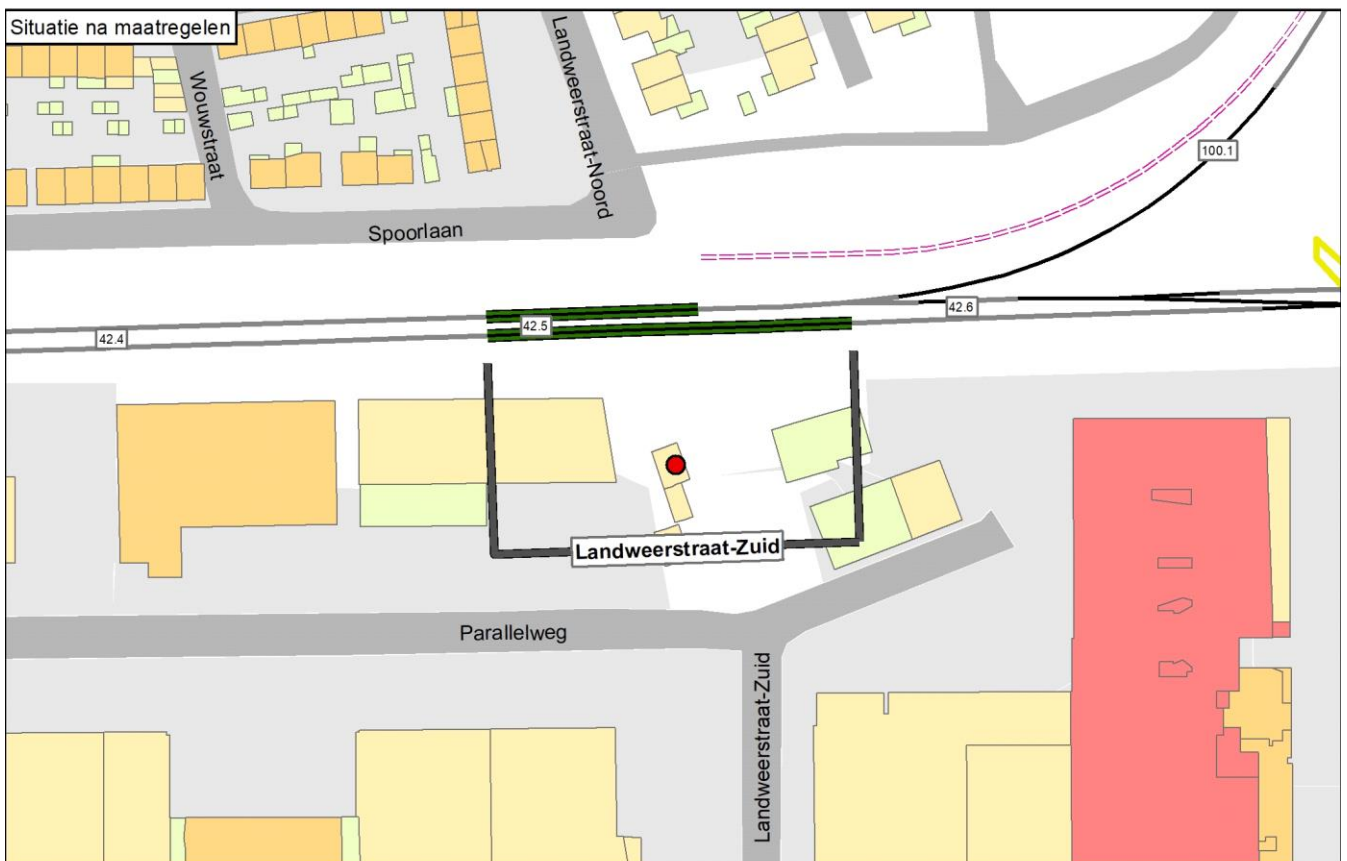 Situatie na maatregelen
Wouwstraat
Landweerstraat-Noord
Spoorlaan
100.1
42.4
42.5
42.6
Landweerstraat-Zuid
Parallelweg
Landweerstraat-Zuid